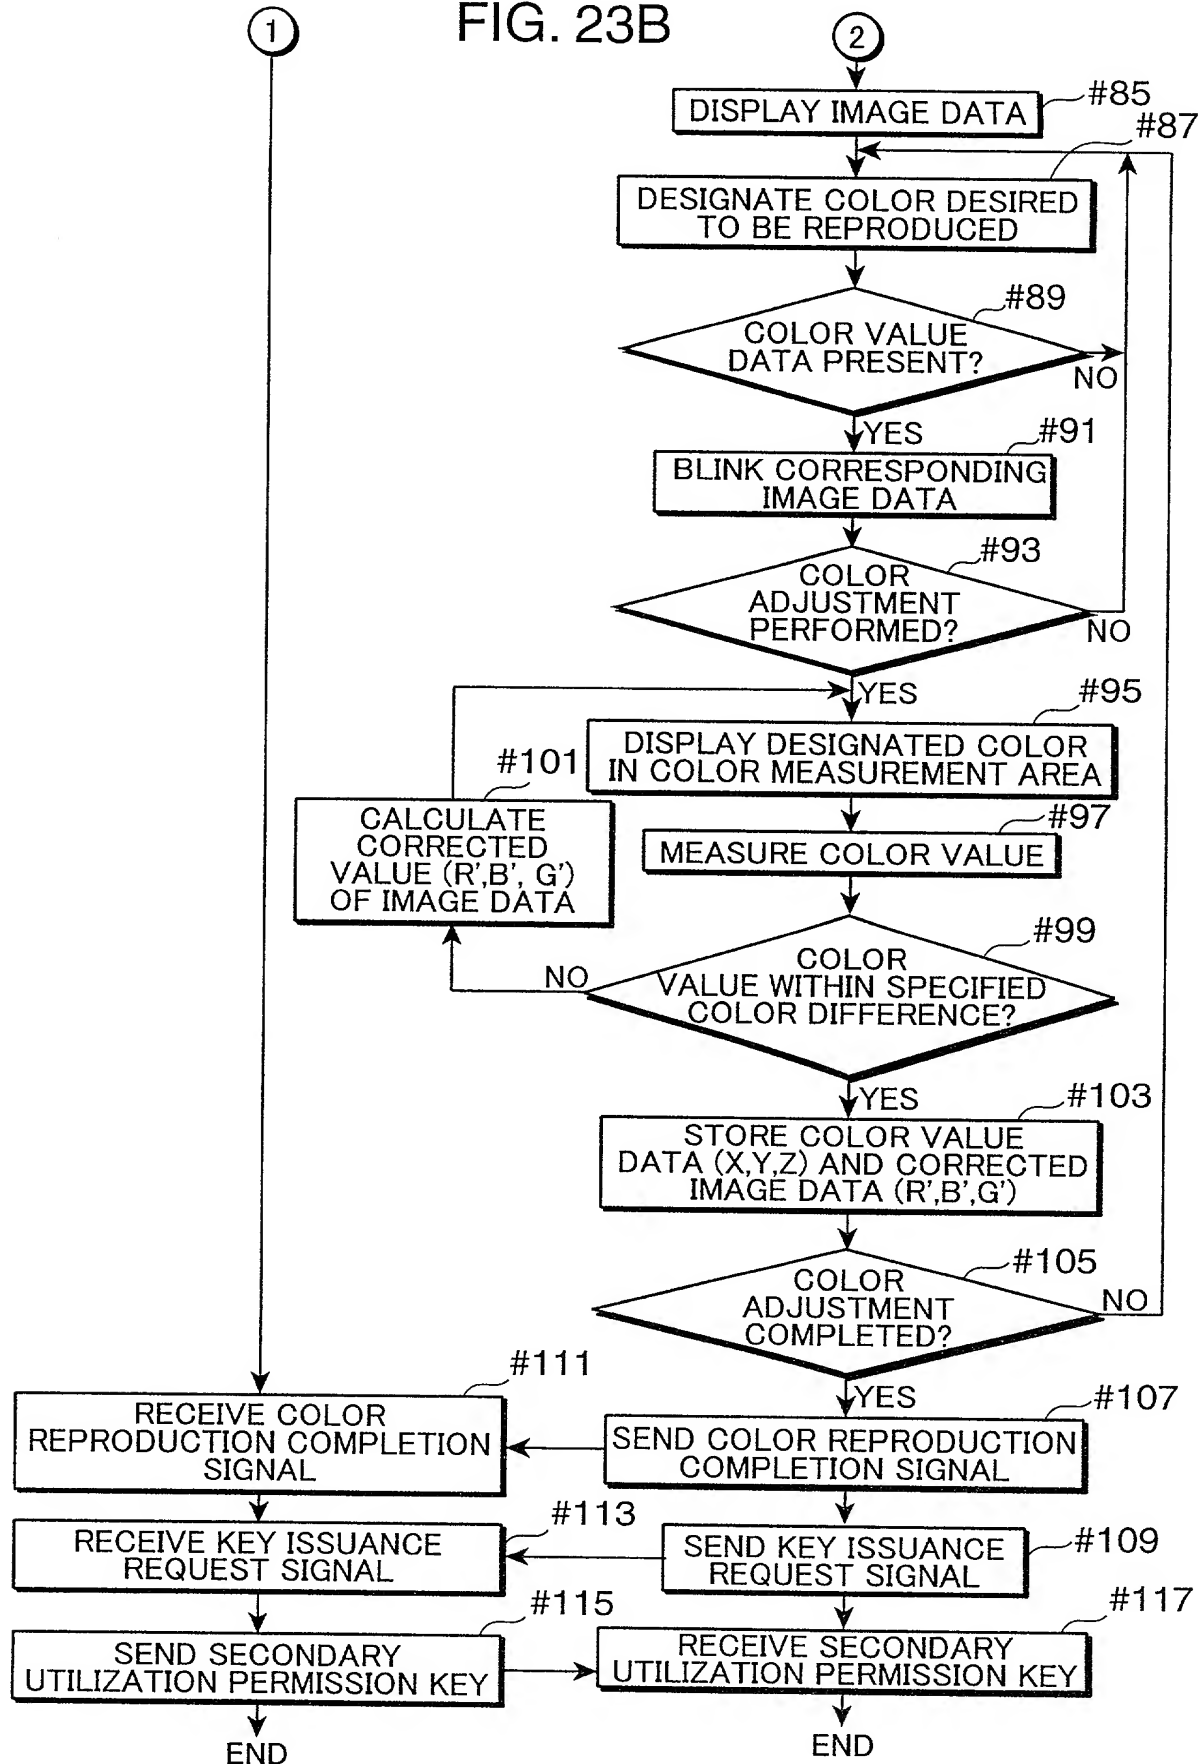 FIG. 23B
1
2
DISPLAY IMAGE DATA
#85
#87
DESIGNATE COLOR DESIRED
TO BE REPRODUCED
#89
COLOR VALUE
DATA PRESENT?
NO
YES
#91
BLINK CORRESPONDING
IMAGE DATA
#93
COLOR
ADJUSTMENT
PERFORMED?
NO
YES
#95
DISPLAY DESIGNATED COLOR
IN COLOR MEASUREMENT AREA
#101
CALCULATE
CORRECTED
VALUE (R',B', G')
OF IMAGE DATA
#97
MEASURE COLOR VALUE
#99
COLOR
VALUE WITHIN SPECIFIED
COLOR DIFFERENCE?
NO
YES
#103
STORE COLOR VALUE
DATA (X,Y,Z) AND CORRECTED
IMAGE DATA (R',B',G')
#105
COLOR
ADJUSTMENT
COMPLETED?
NO
YES
#111
RECEIVE COLOR
REPRODUCTION COMPLETION
SIGNAL
#107
SEND COLOR REPRODUCTION
COMPLETION SIGNAL
#113
RECEIVE KEY ISSUANCE
REQUEST SIGNAL
#109
SEND KEY ISSUANCE
REQUEST SIGNAL
#115
SEND SECONDARY
UTILIZATION PERMISSION KEY
#117
RECEIVE SECONDARY
UTILIZATION PERMISSION KEY
END
END